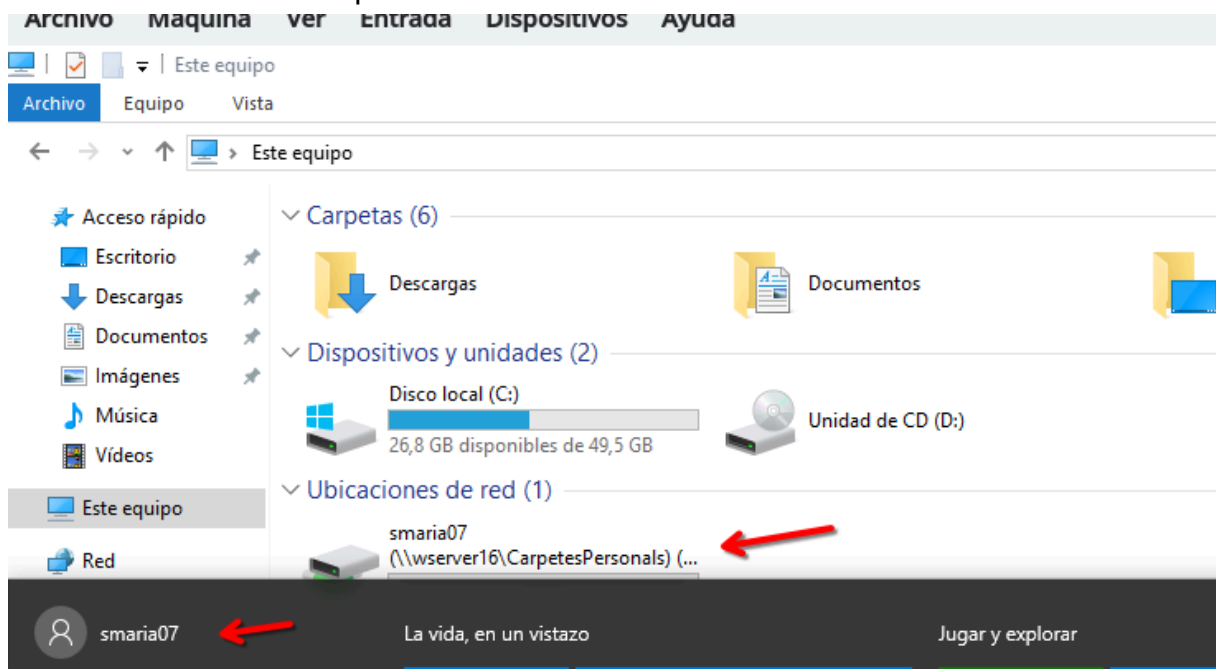 Archivo Máquina Ver Entrada Dispositivos Ayuda
Este equipo
Archivo Equipo Vista
Este equipo
Acceso rápido
Escritorio
Descargas
Documentos
Imágenes
Música
Vídeos
Este equipo
Red
Carpetas (6)
Descargas Documentos
Dispositivos y unidades (2)
Disco local (C:)
26,8 GB disponibles de 49,5 GB
Unidad de CD (D:)
Ubicaciones de red (1)
smaria07
(\\wserver16\CarpetesPersonals) (...
smaria07 La vida, en un vistazo Jugar y explorar